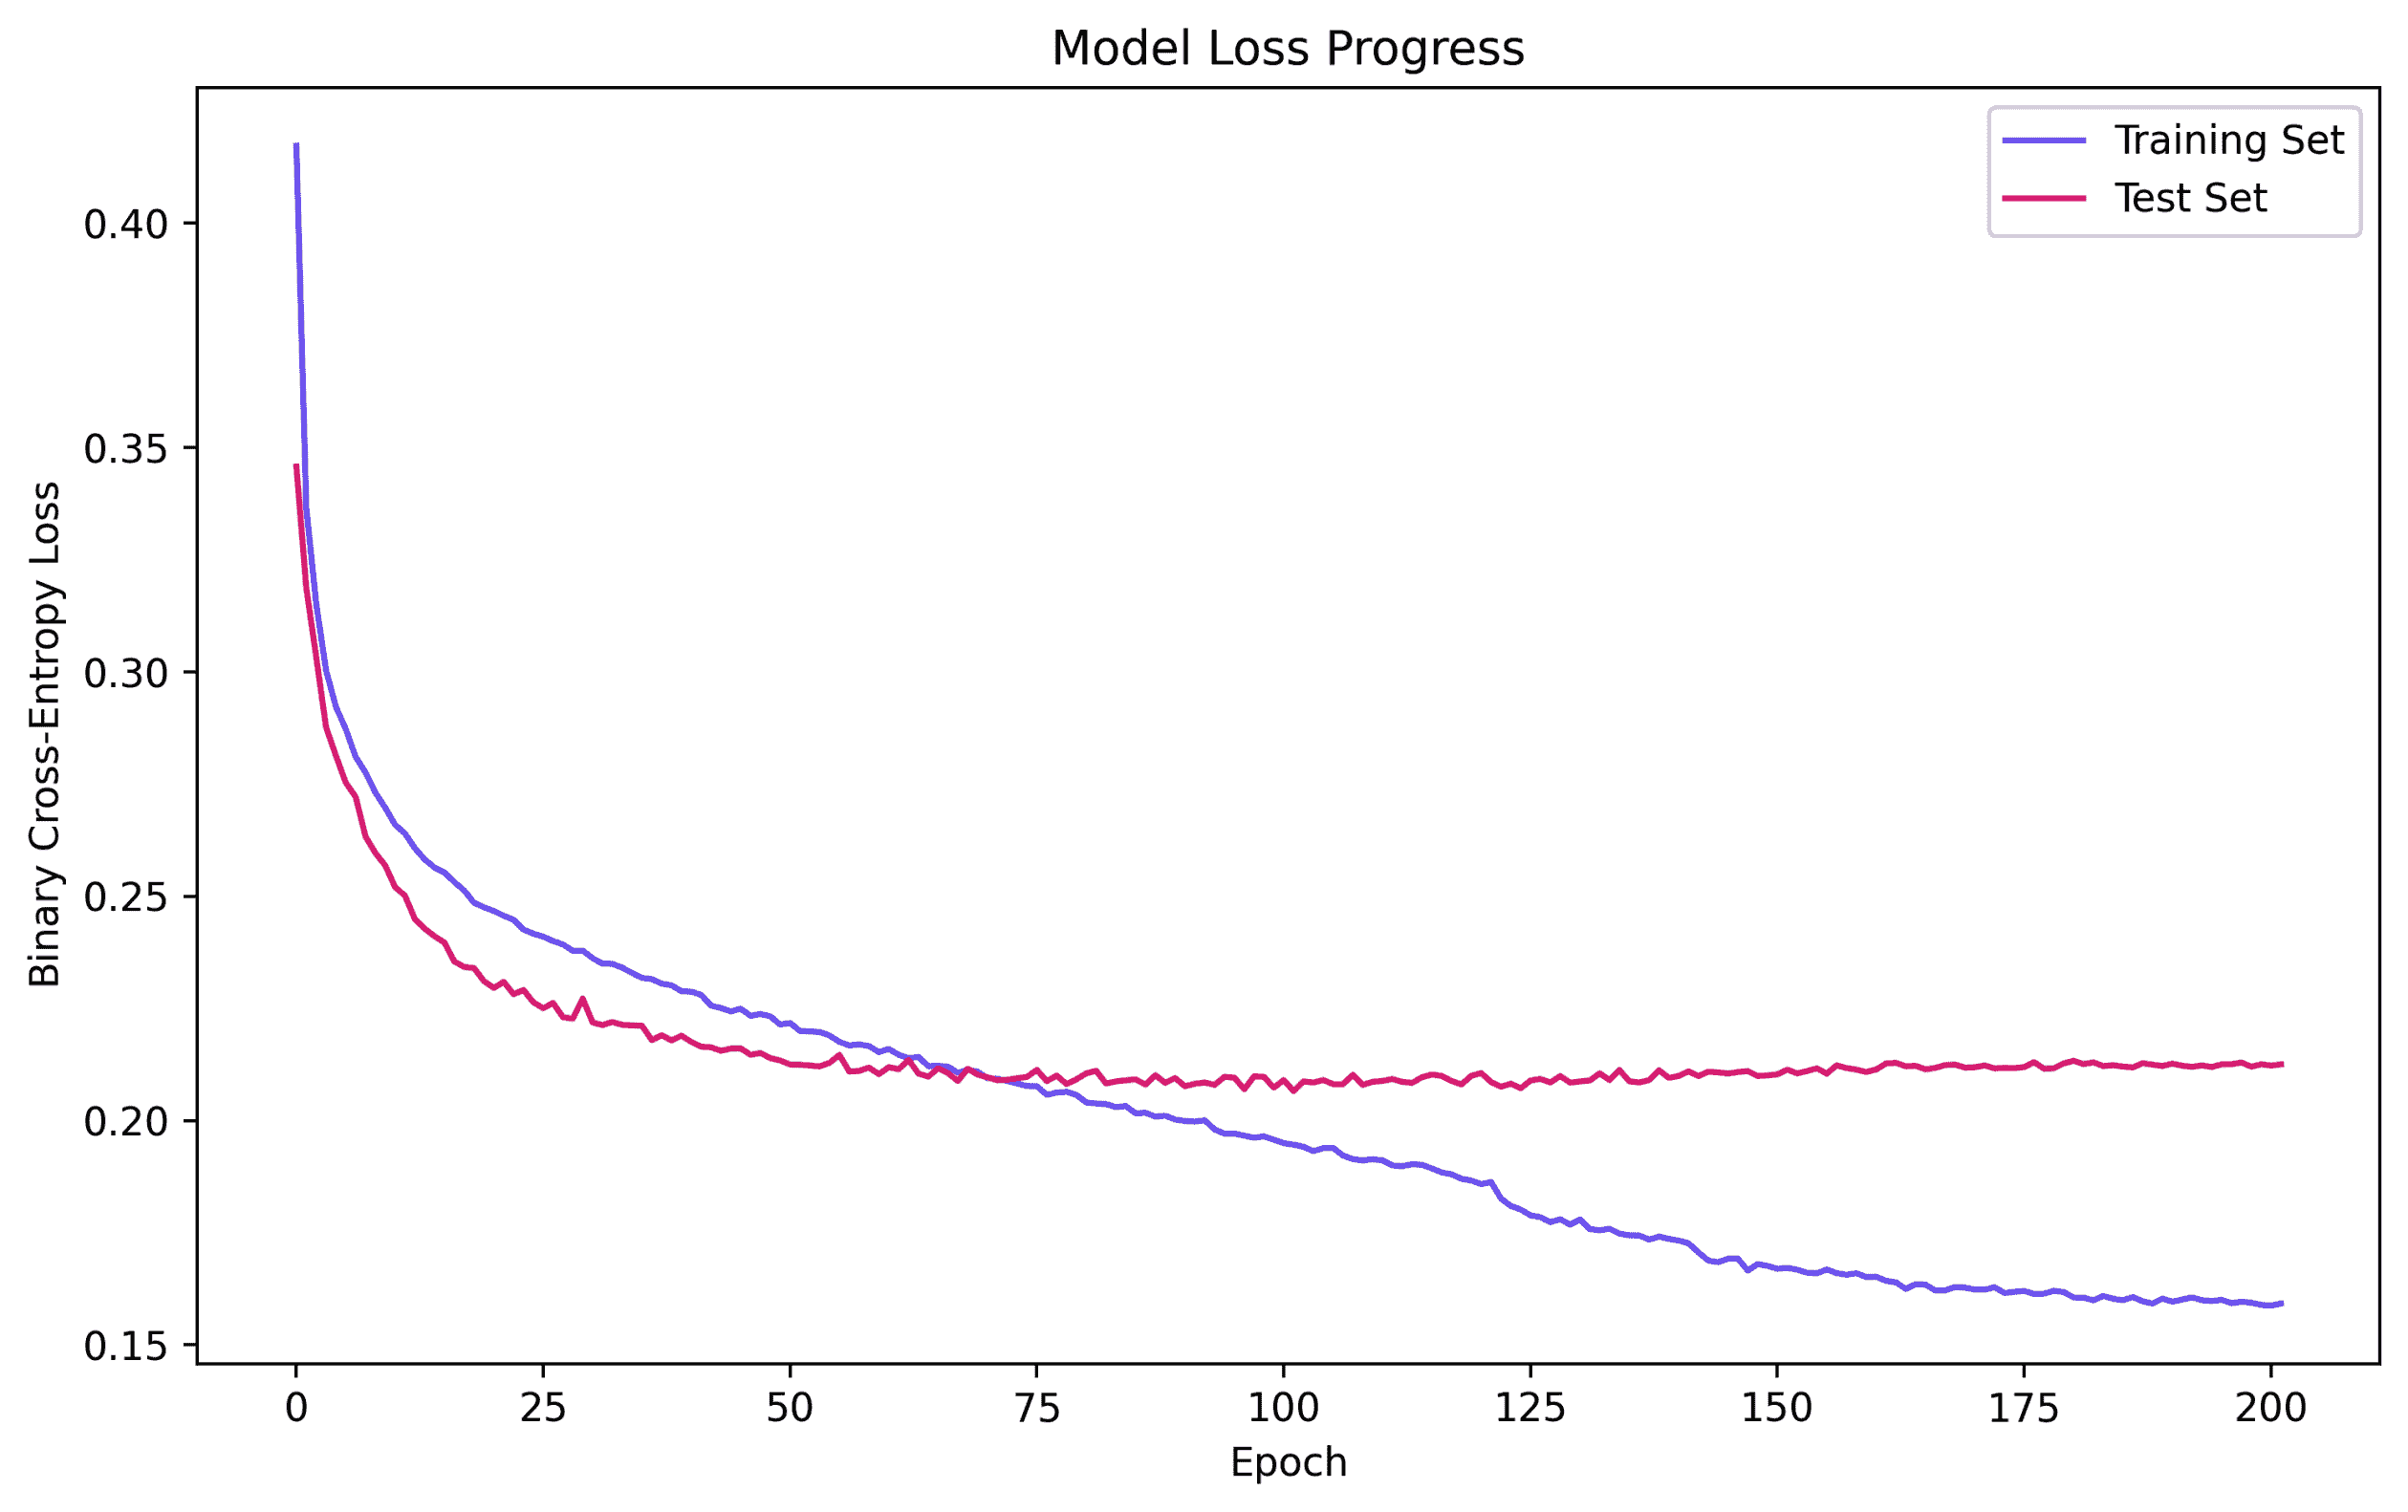 Model Loss Progress
Training Set
Test Set
Binary Cross-Entropy Loss
0.40
0.35
0.30
0.25
0.20
0.15
0 25 50 75 100 125 150 175 200
Epoch